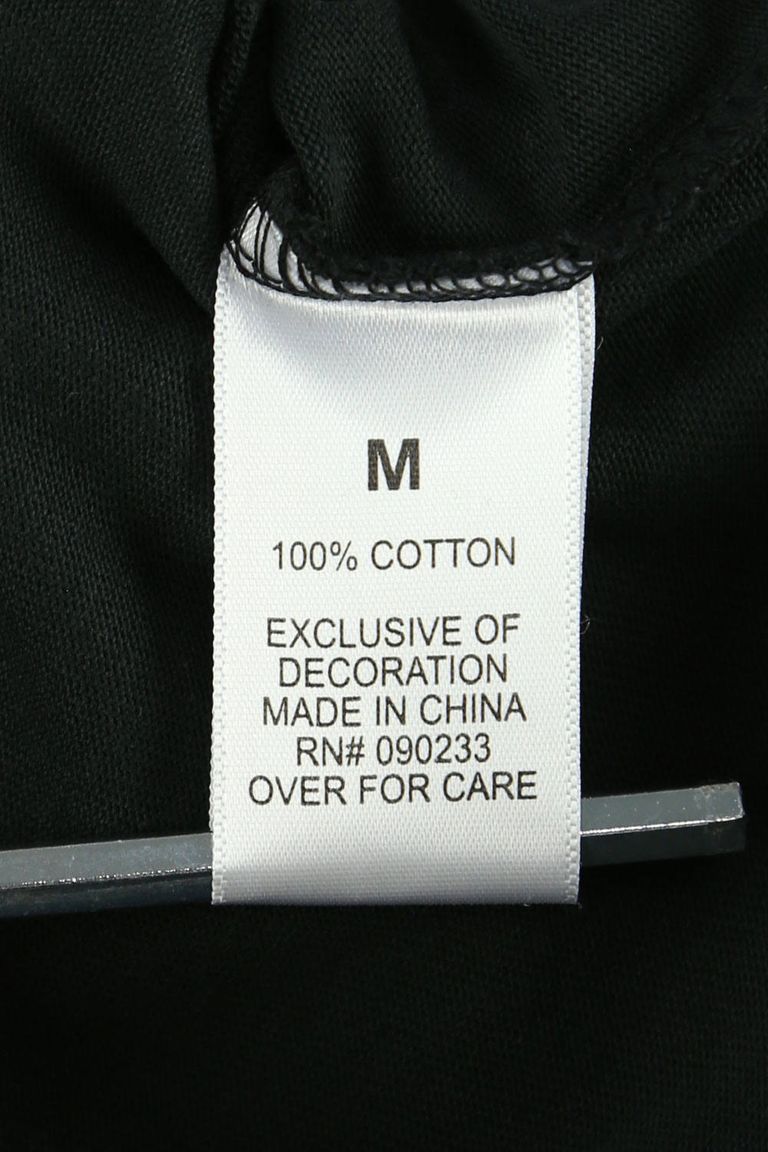 M
100% COTTON
EXCLUSIVE OF
DECORATION
MADE IN CHINA
RN# 090233
OVER FOR CARE